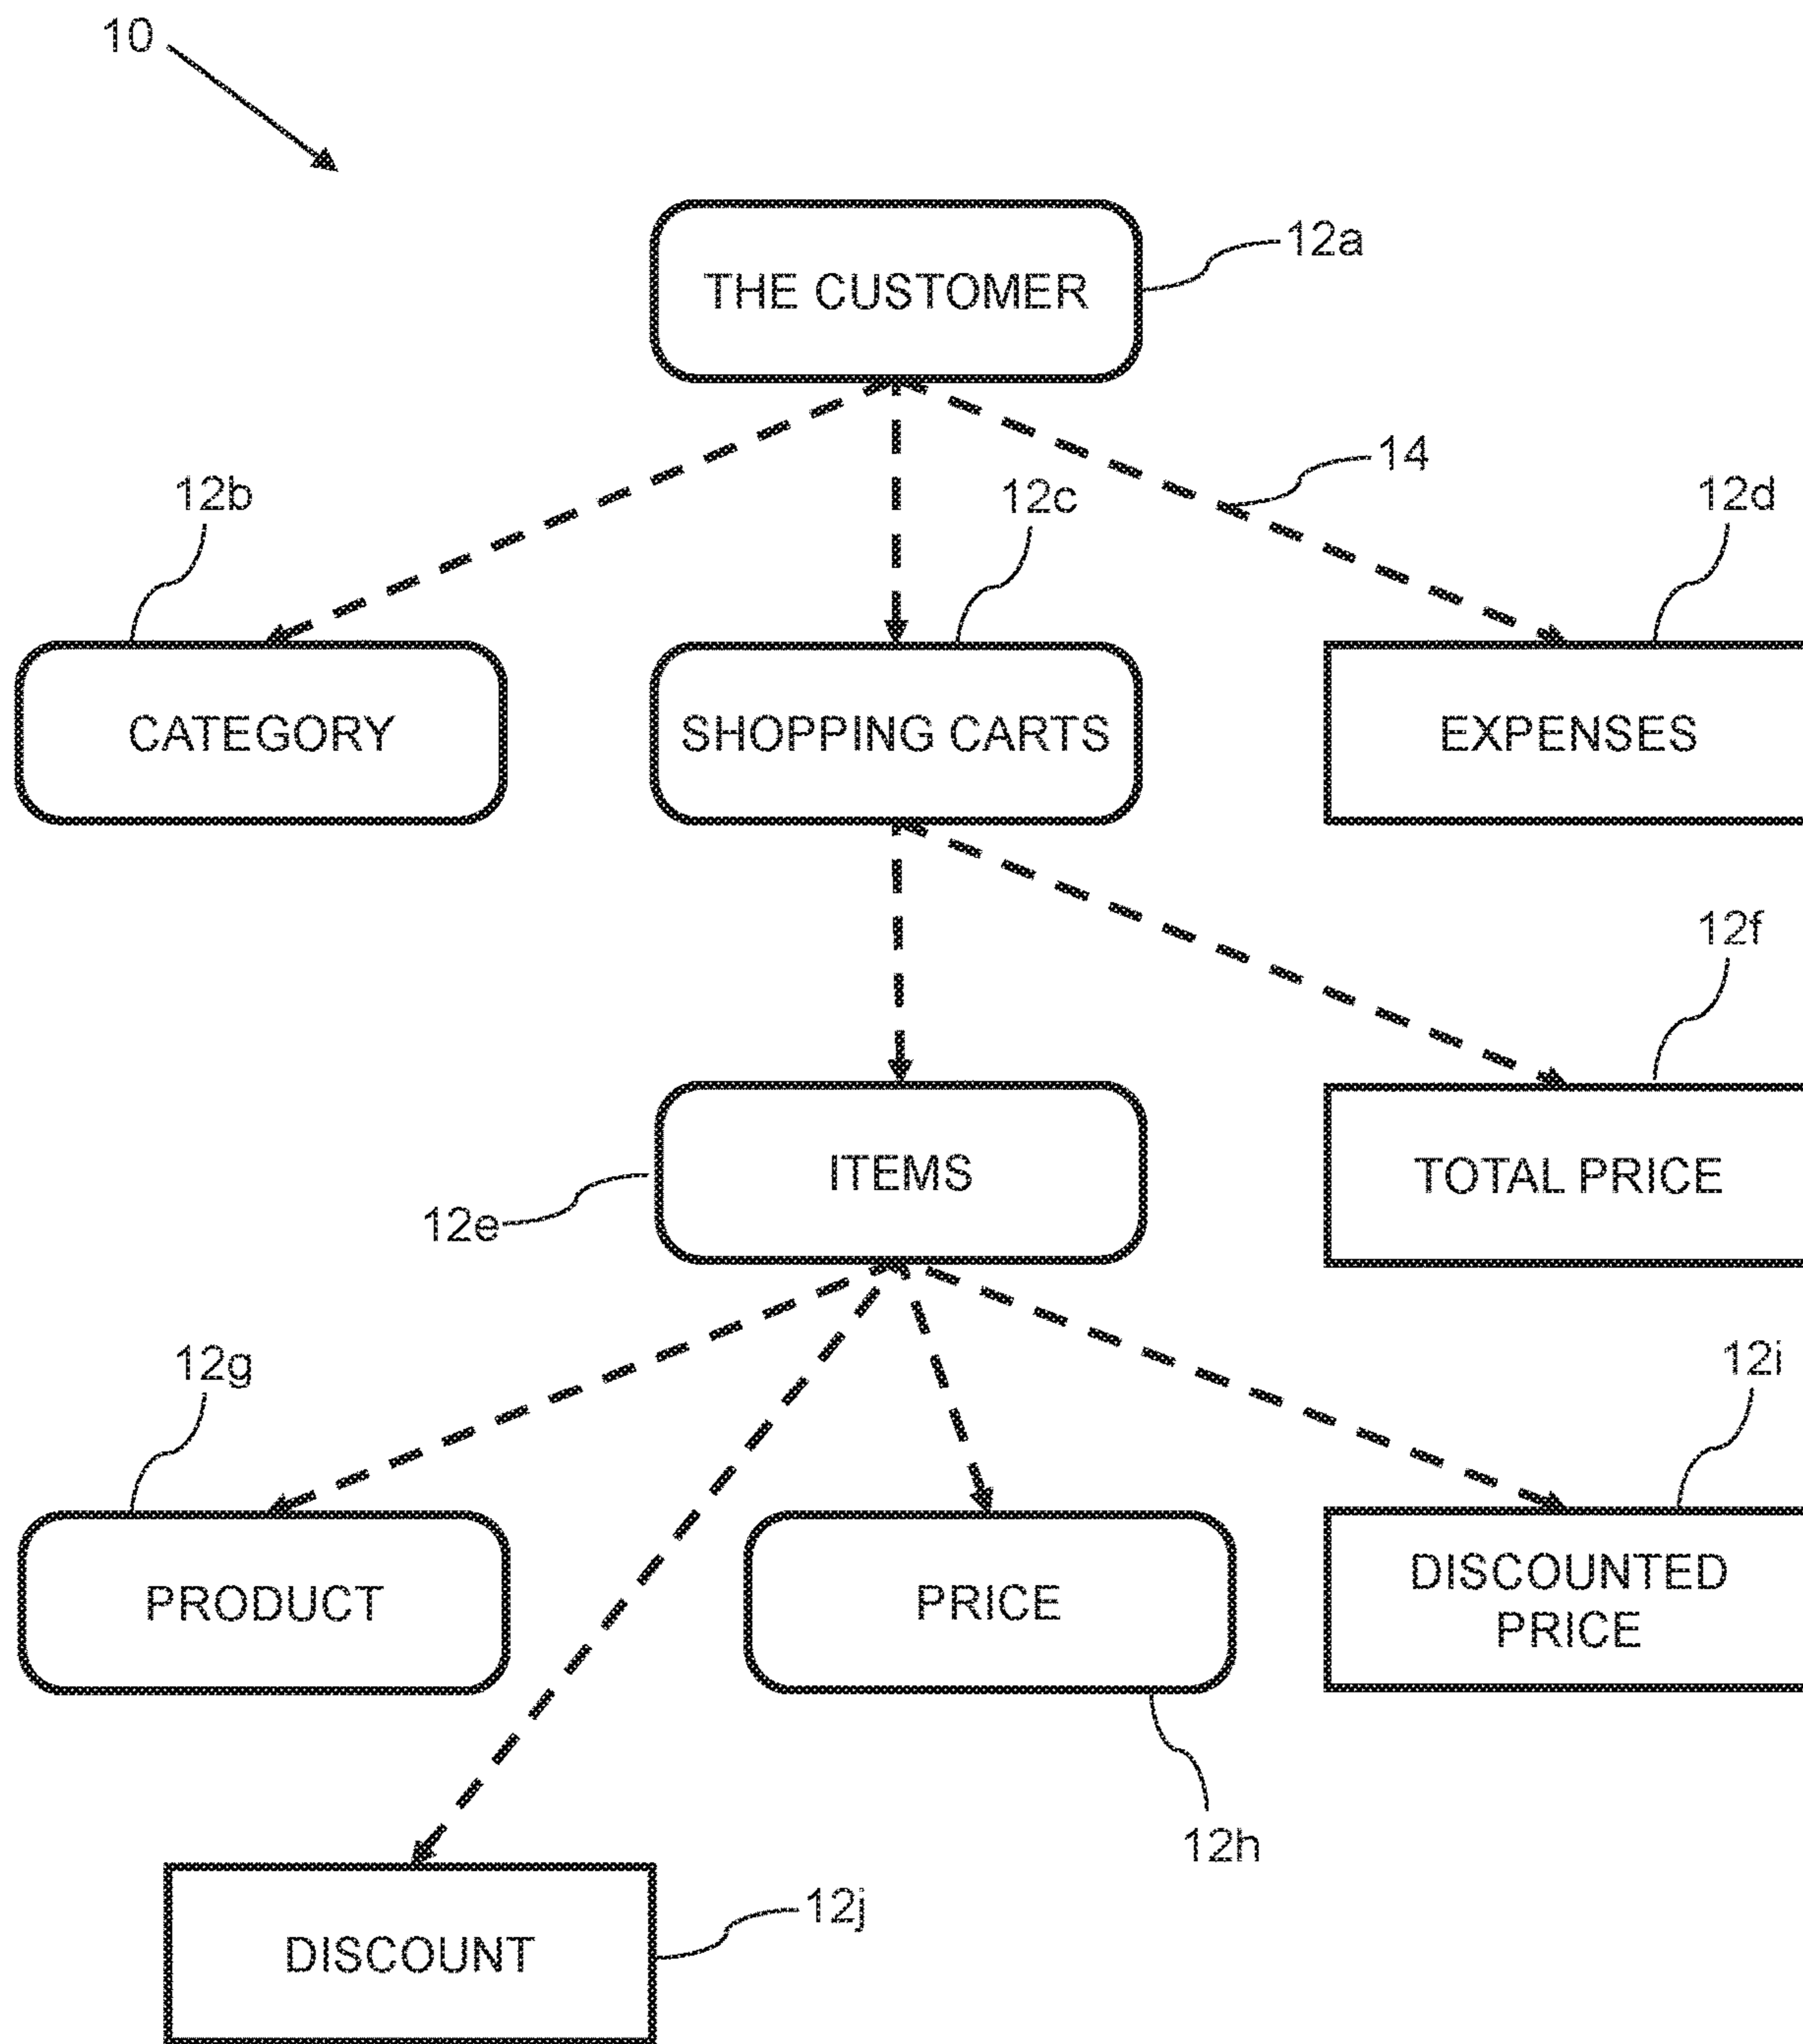 10
THE CUSTOMER
12a
14
12b
12c
12d
CATEGORY
SHOPPING CARTS
EXPENSES
12f
ITEMS
TOTAL PRICE
12e
12g
12i
PRODUCT
PRICE
DISCOUNTED
PRICE
12h
12j
DISCOUNT